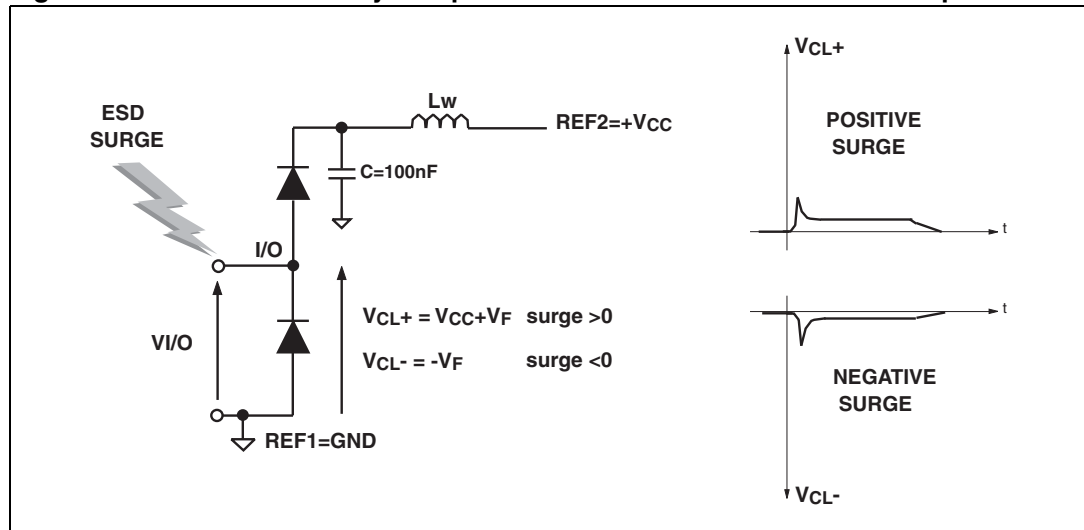 ESD
SURGE
Lw
REF2=+VCC
C=100nF
I/O
VI/O
VCL+ = VCC+VF surge >0
VCL- = -VF surge <0
REF1=GND
VCL+
POSITIVE
SURGE
t
t
NEGATIVE
SURGE
VCL-